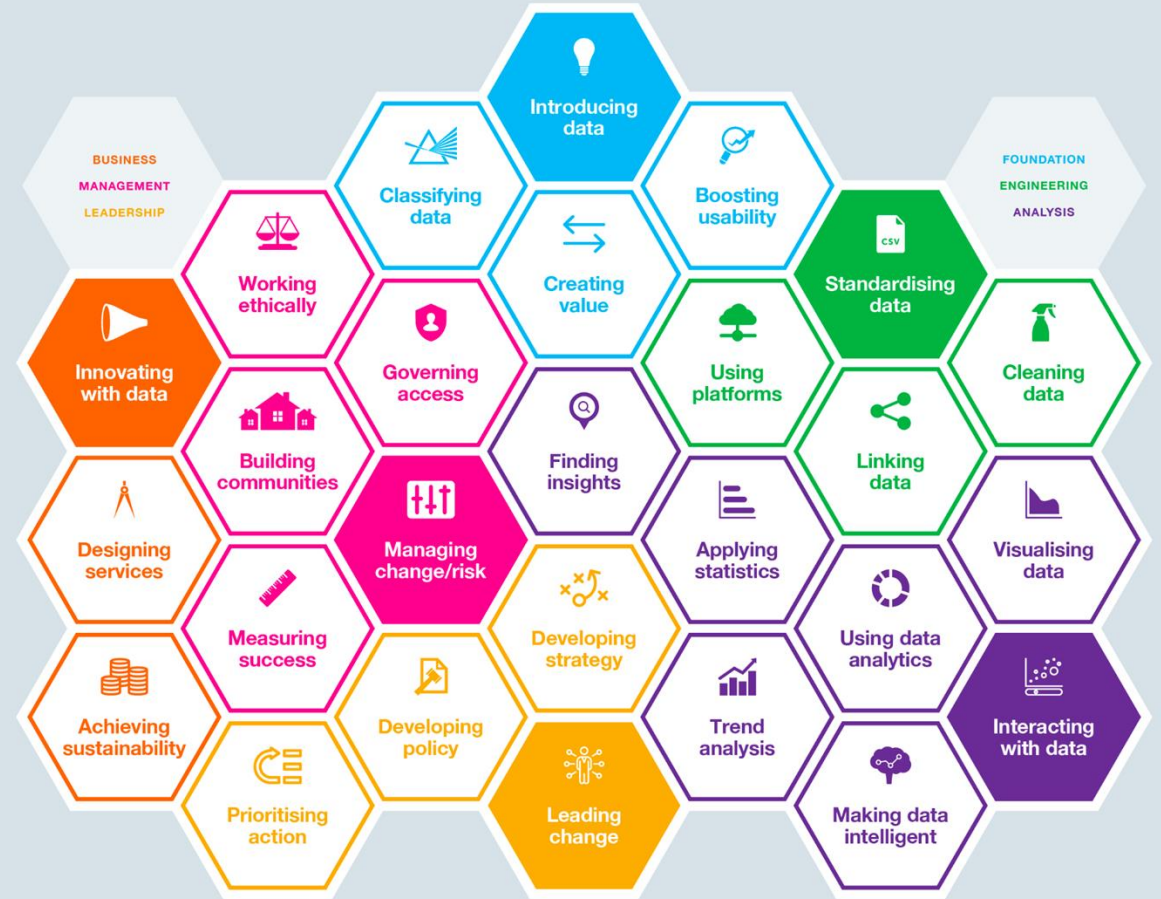 Introducing
data
BUSINESS
MANAGEMENT
LEADERSHIP
Classifying
data
Boosting
usability
FOUNDATION
ENGINEERING
ANALYSIS
Working
ethically
Creating
value
CSV
Standardising
data
Innovating
with data
Governing
access
Using
platforms
Cleaning
data
Building
communities
Finding
insights
Linking
data
Designing
services
Managing
change/risk
Applying
statistics
Visualising
data
Measuring
success
Developing
strategy
Using data
analytics
Achieving
sustainability
Developing
policy
Trend
analysis
Interacting
with data
Prioritising
action
Leading
change
Making data
intelligent